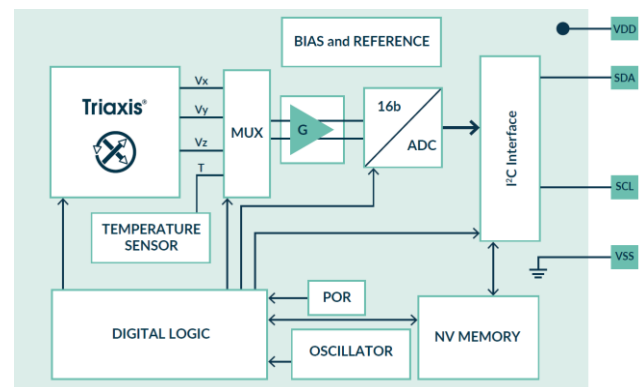 BIAS and REFERENCE
VDD
Triaxis®
Vx
Vy
Vz
T
MUX
G
16b
ADC
I²C Interface
SDA
SCL
VSS
TEMPERATURE
SENSOR
DIGITAL LOGIC
POR
OSCILLATOR
NV MEMORY